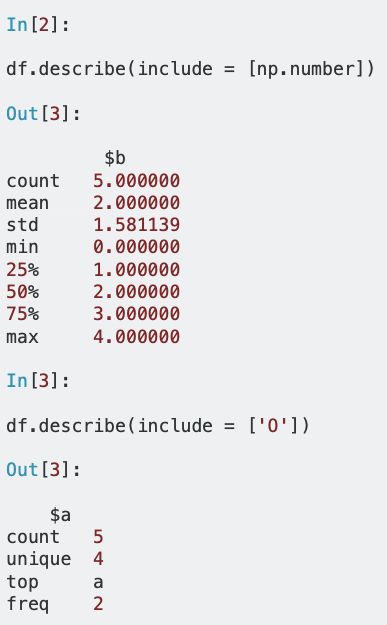 In[2]:
df.describe(include = [np.number])
Out[3]:
$b
count 5.000000
mean 2.000000
std 1.581139
min 0.000000
25% 1.000000
50% 2.000000
75% 3.000000
max 4.000000
In[3]:
df.describe(include = ['O'])
Out[3]:
$a
count 5
unique 4
top a
freq 2